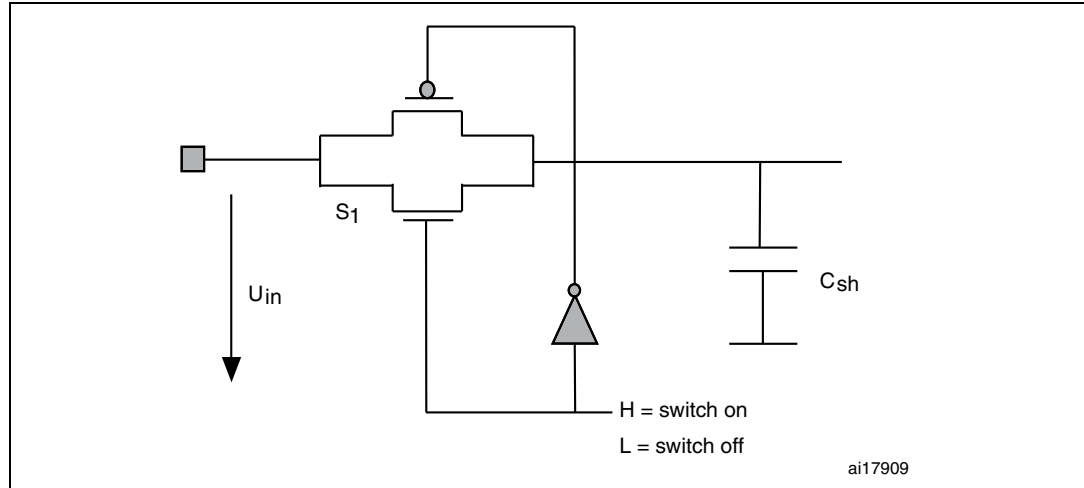 S1
Uin
Csh
H = switch on
L = switch off
ai17909